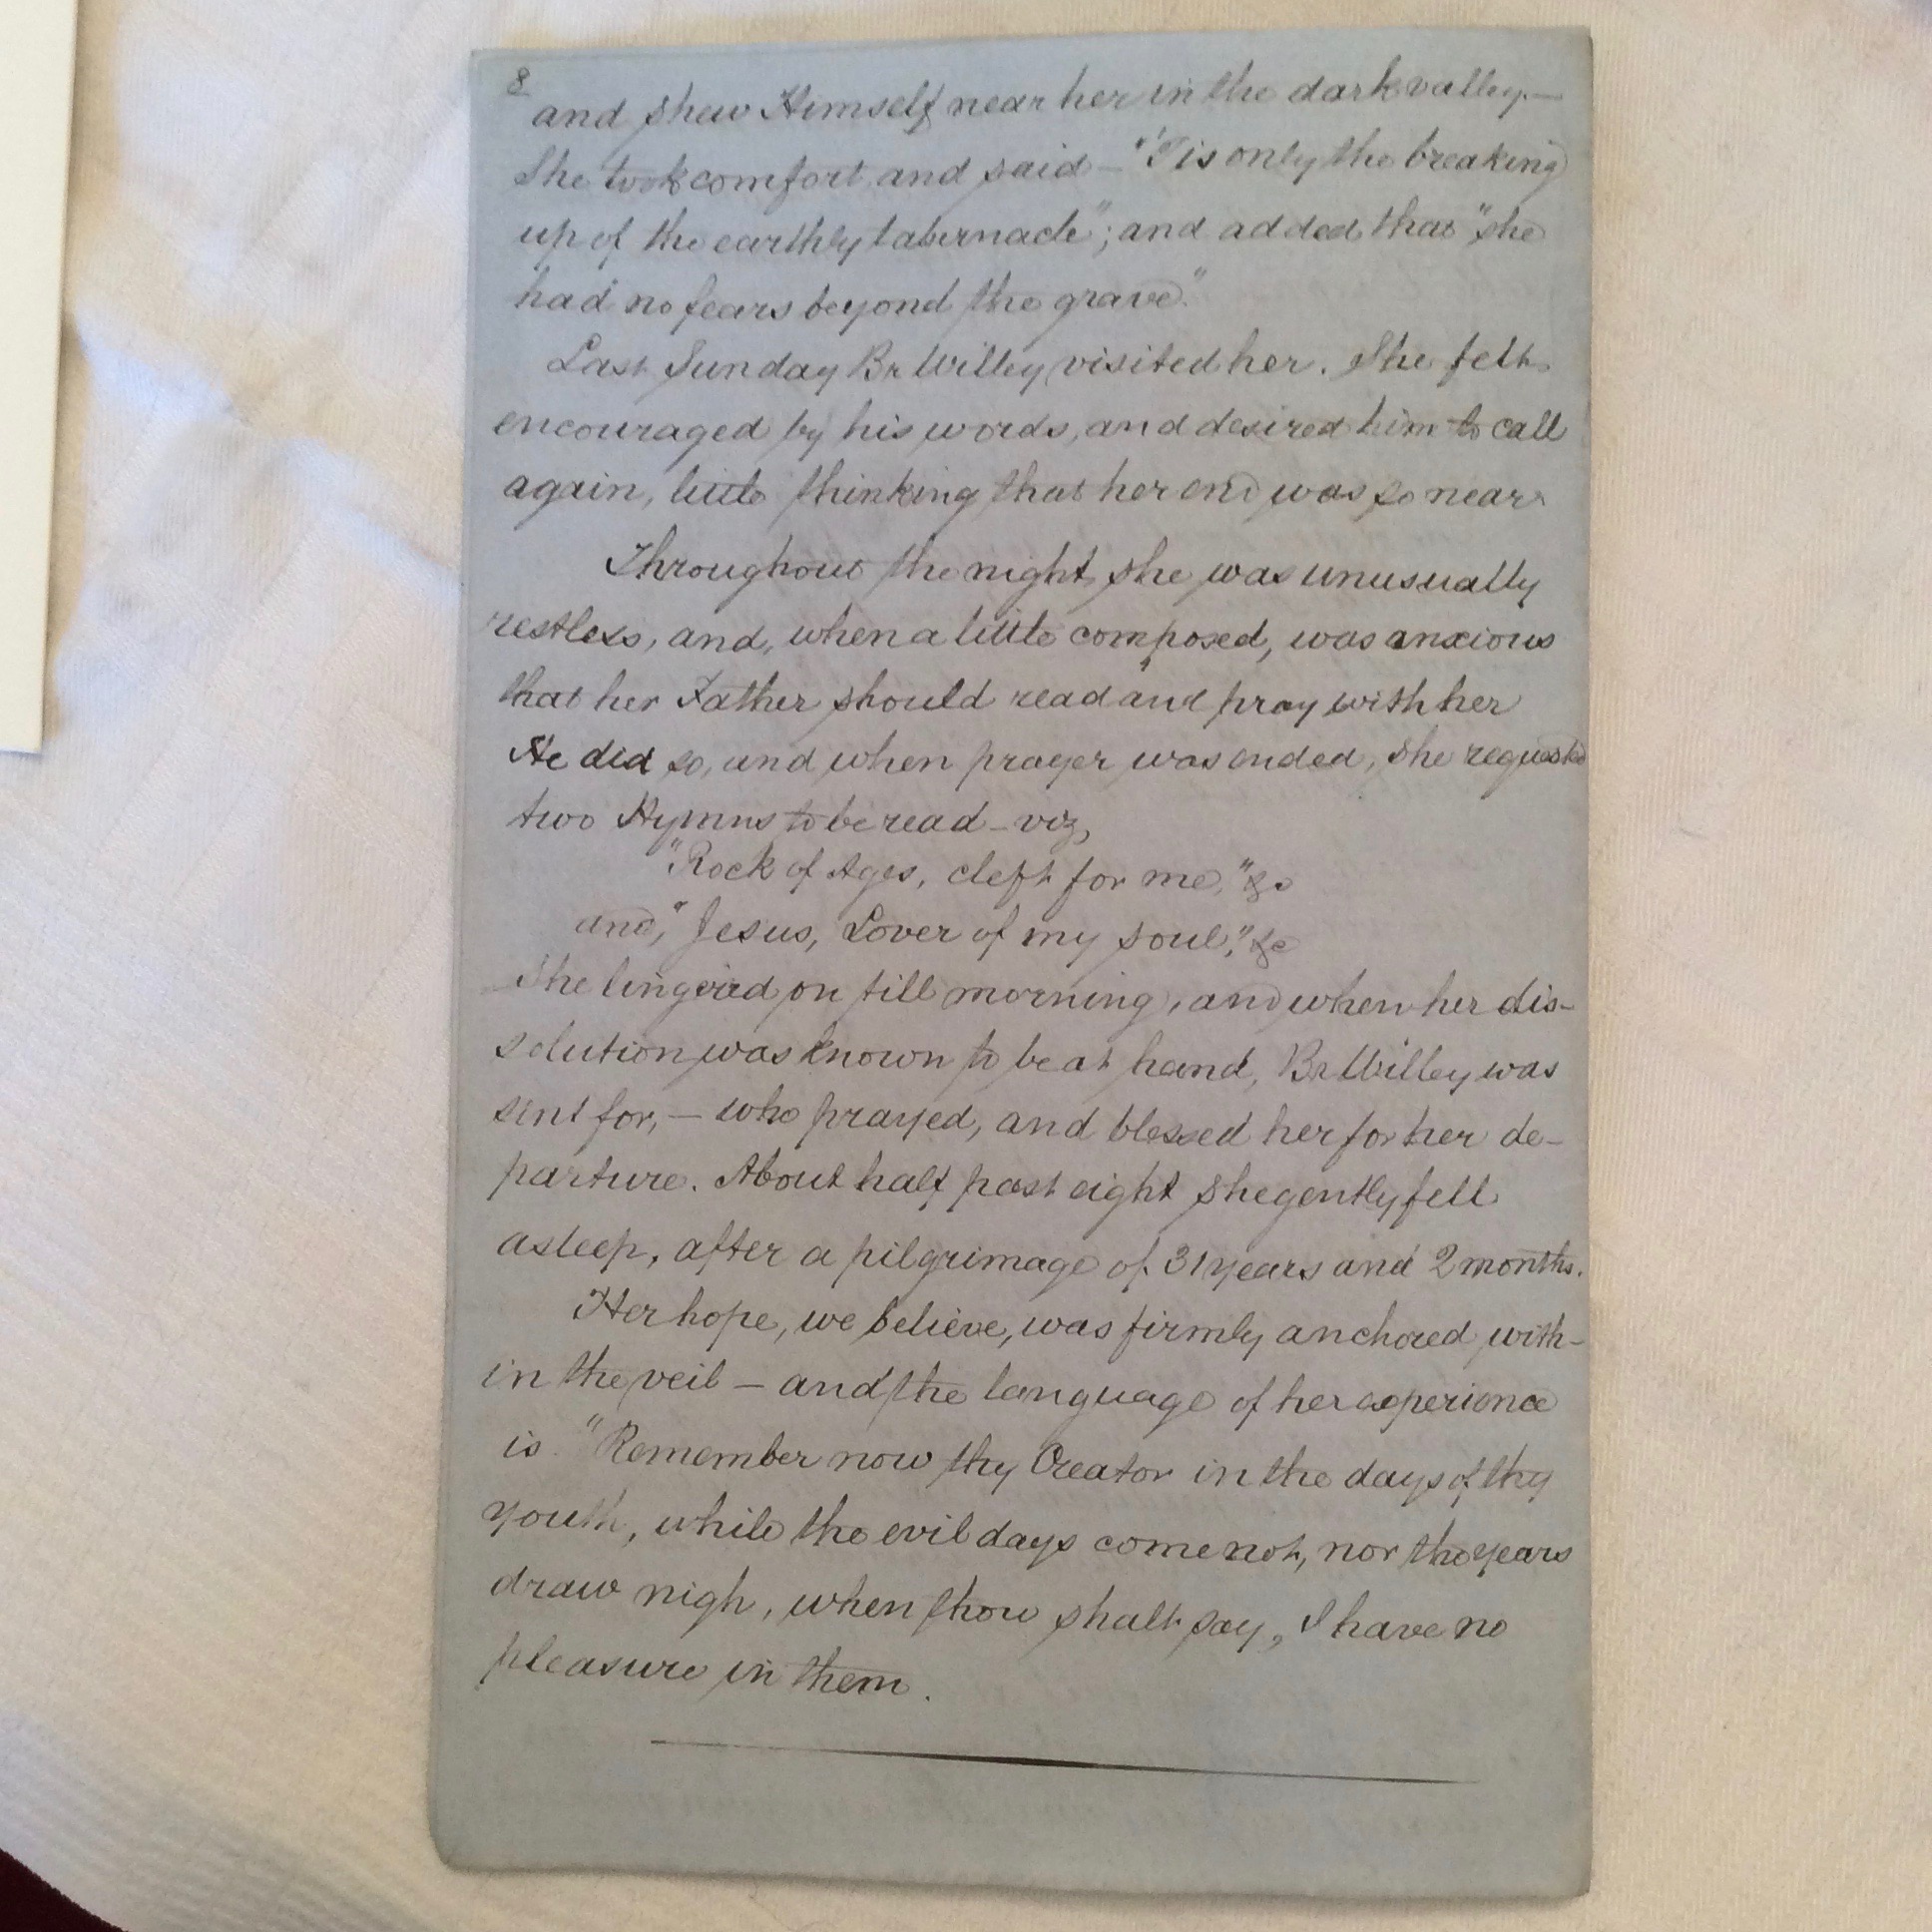 8
and shew Himself near her in the dark valley.—
She took comfort and said — "'Tis only the breaking
up of the earthly tabernacle"; and added that "she
had no fears beyond the grave."
Last Sunday Br Willey visited her. She felt
encouraged by his words, and desired him to call
again, little thinking that her end was so near.
Throughout the night she was unusually
restless, and, when a little composed, was anxious
that her Father should read and pray with her
He did so, and when prayer was ended, she requested
two Hymns to be read – viz,
"Rock of Ages, cleft for me," &c
and, "Jesus, Lover of my soul," &c
She lingered on till morning, and when her dis-
solution was known to be at hand, Br Willey was
sent for, — who prayed, and blessed her for her de-
parture. About half past eight she gently fell
asleep, after a pilgrimage of 31 years and 2 months.
Her hope, we believe, was firmly anchored with-
in the veil — and the language of her experience
is "Remember now thy Creator in the days of thy
youth, while the evil days come not, nor the years
draw nigh, when thou shalt say, I have no
pleasure in them.